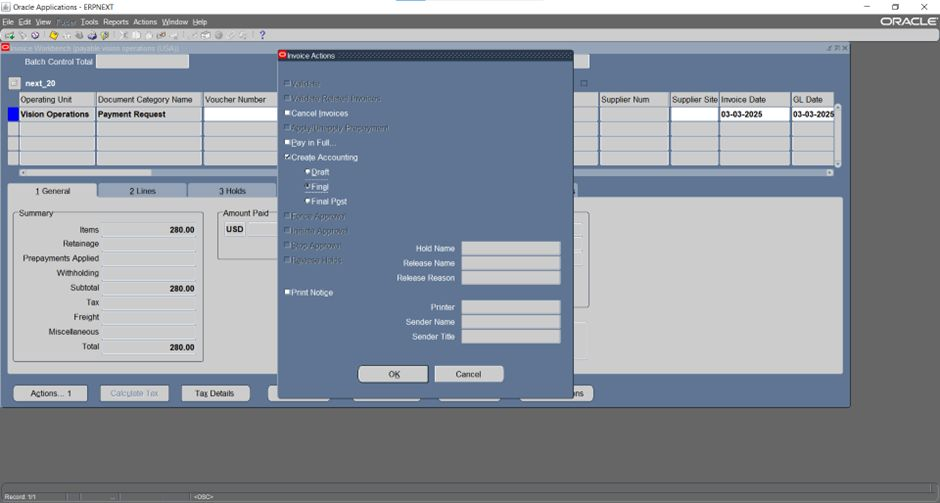 Oracle Applications - ERPNEXT
File Edit View Folder Tools Reports Actions Window Help
ORACLE
Invoice Workbench (payable vision operations (USA))
Batch Control Total
next_20
Operating Unit Document Category Name Voucher Number Supplier Num Supplier Site Invoice Date GL Date
Vision Operations Payment Request 03-03-2025 03-03-2025
1 General 2 Lines 3 Holds
Summary
Items 280.00
Retainage
Prepayments Applied
Withholding
Subtotal 280.00
Tax
Freight
Miscellaneous
Total 280.00
Amount Paid
USD
Actions... 1 Calculate Tax Tax Details
Invoice Actions
Validate
Validate Related Invoices
Cancel Invoices
Apply/Unapply Prepayment
Pay in Full...
Create Accounting
Draft
Final
Final Post
Force Approval
Initiate Approval
Stop Approval
Release Holds
Hold Name
Release Name
Release Reason
Print Notice
Printer
Sender Name
Sender Title
OK Cancel
Record: 1/1 ... <OSC>